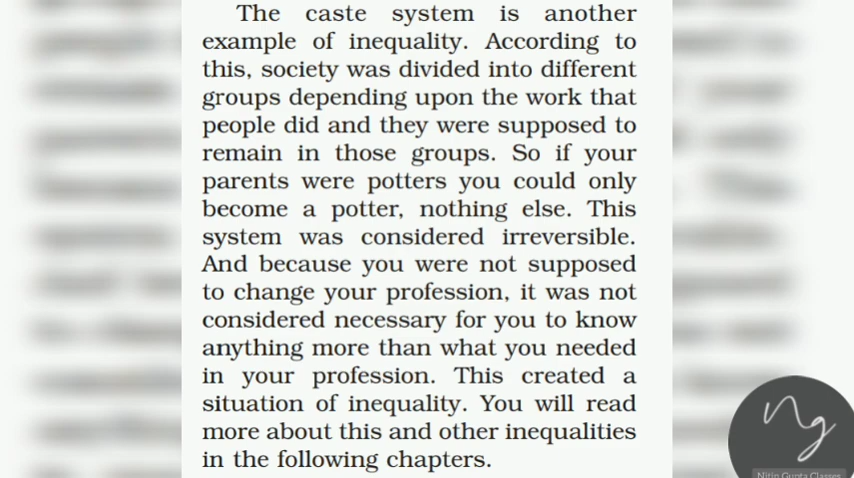 The caste system is another
example of inequality. According to
this, society was divided into different
groups depending upon the work that
people did and they were supposed to
remain in those groups. So if your
parents were potters you could only
become a potter, nothing else. This
system was considered irreversible.
And because you were not supposed
to change your profession, it was not
considered necessary for you to know
anything more than what you needed
in your profession. This created a
situation of inequality. You will read
more about this and other inequalities
in the following chapters.
ng
Nitin Gupta Classes